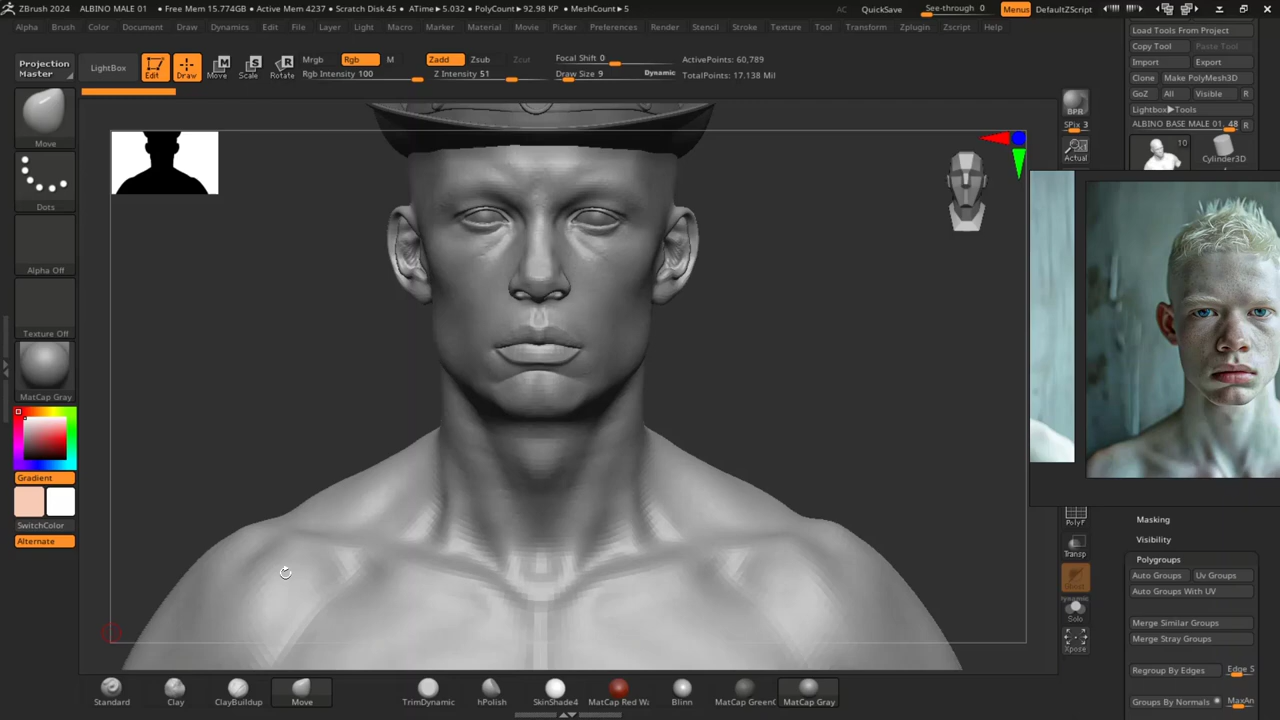 ZBrush 2024 ALBINO MALE 01 • Free Mem 15.774GB • Active Mem 4237 • Scratch Disk 45 • ATime▸5.032 • PolyCount▸92.98 KP • MeshCount▸5 AC QuickSave See-through 0 Menus DefaultZScript
Alpha Brush Color Document Draw Dynamics Edit File Layer Light Macro Marker Material Movie Picker Preferences Render Stencil Stroke Texture Tool Transform Zplugin Zscript Help
Projection
Master
LightBox
Edit
Draw
Move
Scale
Rotate
Mrgb Rgb M
Rgb Intensity 100
Zadd Zsub Zcut
Z Intensity 51
Focal Shift 0
Draw Size 9 Dynamic
ActivePoints: 60,789
TotalPoints: 17.138 Mil
Move
Dots
Alpha Off
Texture Off
MatCap Gray
Gradient
SwitchColor
Alternate
BPR
SPix 3
Actual
PolyF
Transp
Ghost
Dynamic
Solo
Xpose
Load Tools From Project
Copy Tool Paste Tool
Import Export
Clone Make PolyMesh3D
GoZ All Visible R
Lightbox▸Tools
ALBINO BASE MALE 01. 48 R
10
Cylinder3D
Masking
Visibility
Polygroups
Auto Groups Uv Groups
Auto Groups With UV
Merge Similar Groups
Merge Stray Groups
Regroup By Edges Edge S
Groups By Normals MaxAn
Standard Clay ClayBuildup Move TrimDynamic hPolish SkinShade4 MatCap Red Wa Blinn MatCap GreenC MatCap Gray